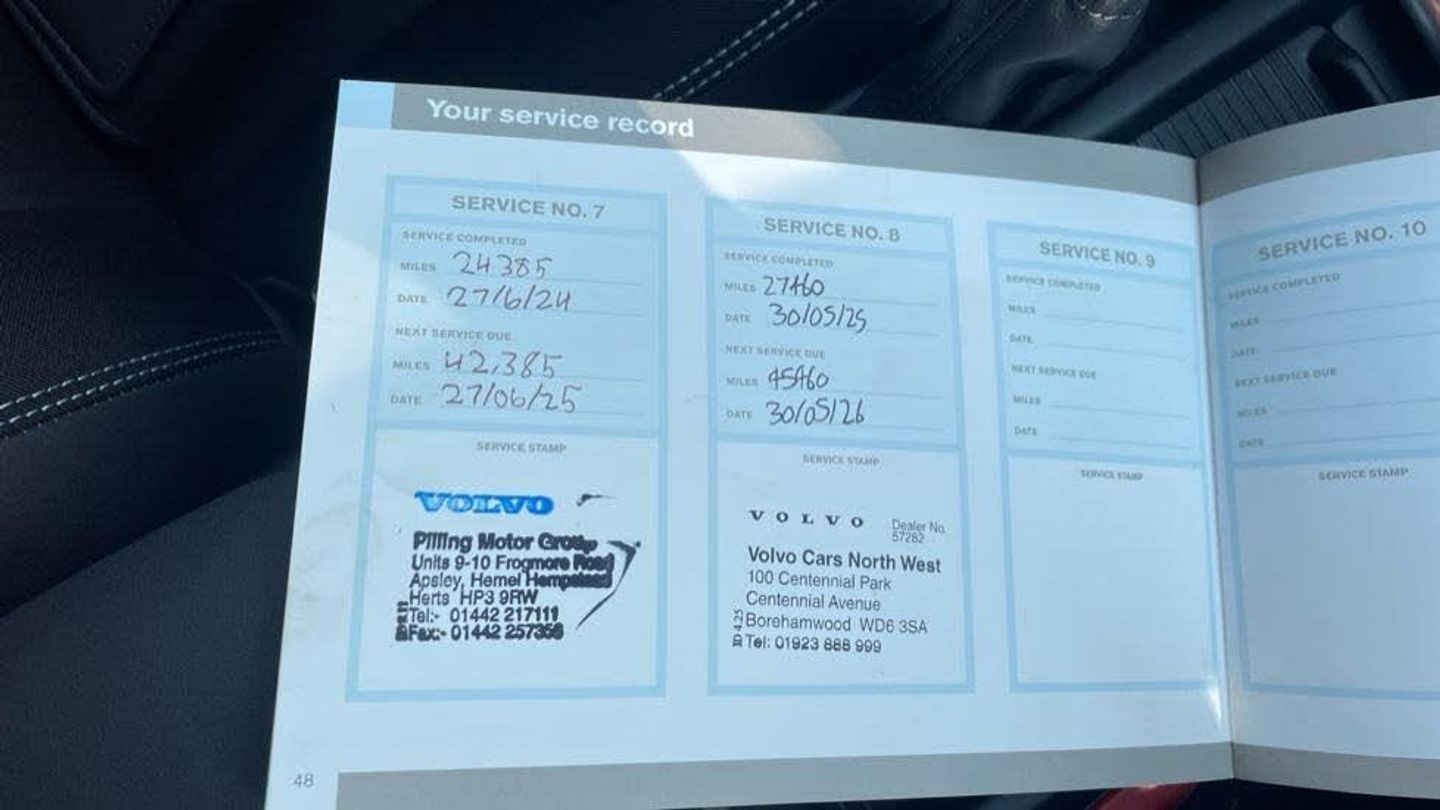 Your service record
SERVICE NO. 7
SERVICE COMPLETED
MILES 24385
DATE 27/6/24
NEXT SERVICE DUE
MILES 42,385
DATE 27/06/25
SERVICE STAMP
VOLVO
Pilling Motor Group
Units 9-10 Frogmore Road
Apsley, Hemel Hempstead
Herts HP3 9RW
Tel:- 01442 217111
Fax:- 01442 257356
SERVICE NO. 8
SERVICE COMPLETED
MILES 27460
DATE 30/05/25
NEXT SERVICE DUE
MILES 45460
DATE 30/05/26
SERVICE STAMP
VOLVO
Dealer No.
57282
Volvo Cars North West
100 Centennial Park
Centennial Avenue
Borehamwood WD6 3SA
Tel: 01923 888 999
SERVICE NO. 9
SERVICE COMPLETED
MILES
DATE
NEXT SERVICE DUE
MILES
DATE
SERVICE STAMP
SERVICE NO. 10
SERVICE COMPLETED
MILES
DATE
NEXT SERVICE DUE
MILES
DATE
SERVICE STAMP
48